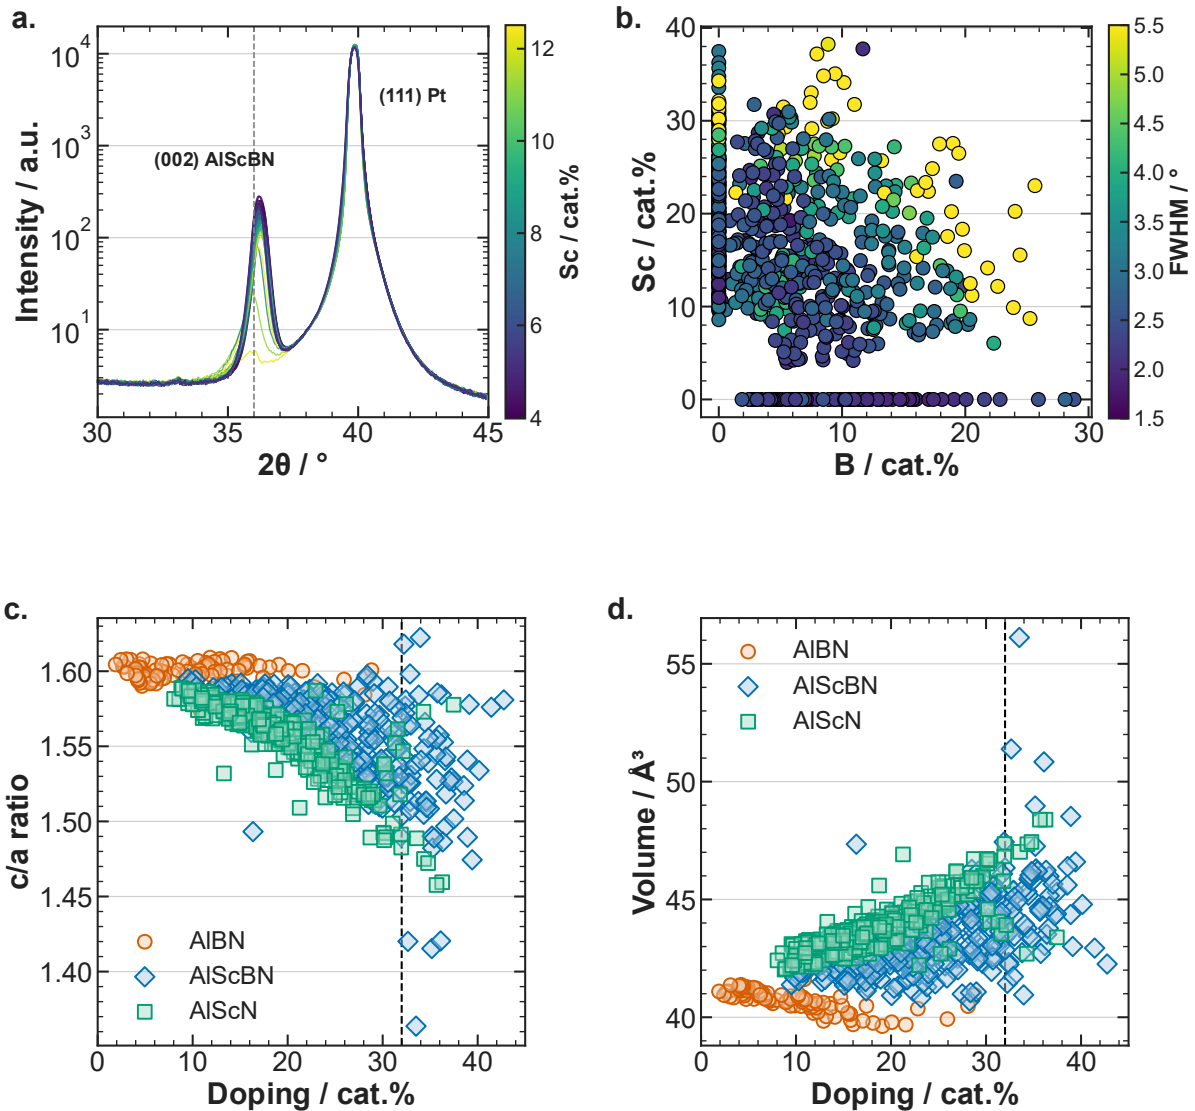 a.
(111) Pt
(002) AlScBN
10⁴
10³
10²
10¹
Intensity / a.u.
30
35
40
45
2θ / °
12
10
8
6
4
Sc / cat.%
b.
40
30
20
10
0
Sc / cat.%
0
10
20
30
B / cat.%
5.5
5.0
4.5
4.0
3.5
3.0
2.5
2.0
1.5
FWHM / °
c.
1.60
1.55
1.50
1.45
1.40
c/a ratio
AlBN
AlScBN
AlScN
0
10
20
30
40
Doping / cat.%
d.
55
50
45
40
Volume / Å³
AlBN
AlScBN
AlScN
0
10
20
30
40
Doping / cat.%